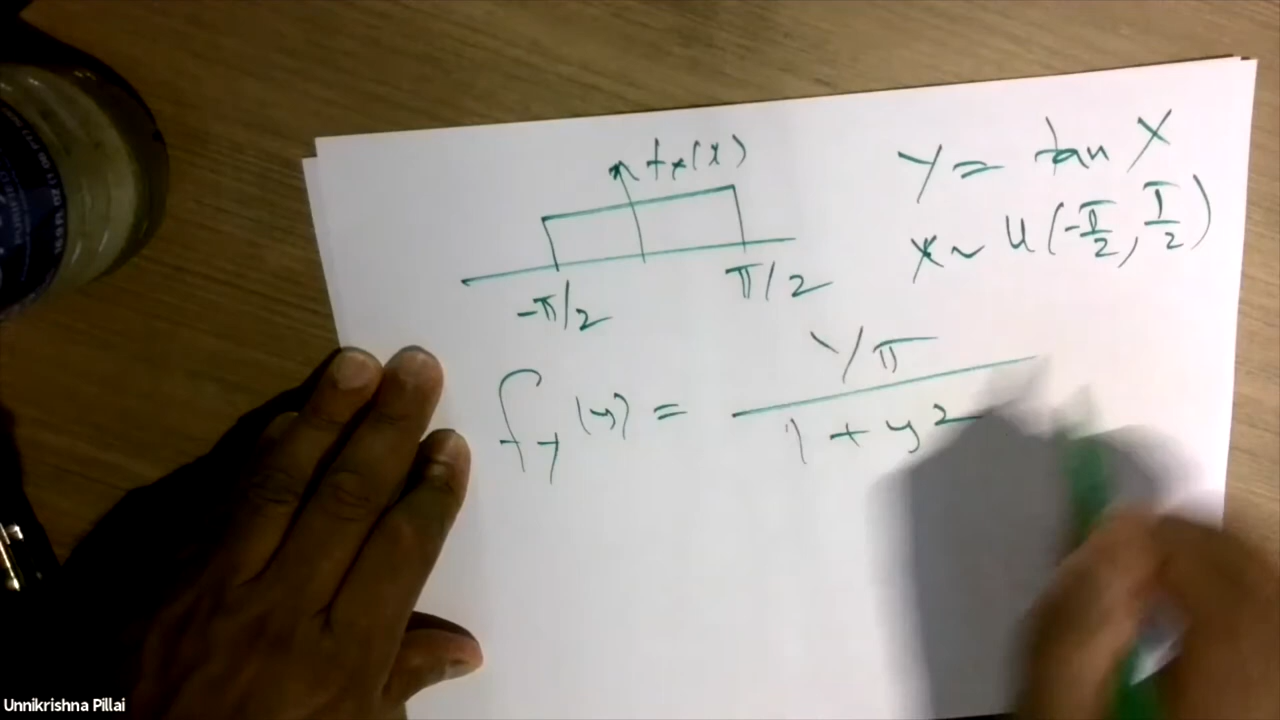 f_X(x)
Y = tan X
X ~ U(-π/2, π/2)
-π/2 π/2
f_Y(y) = (1/π)/(1 + y²)
Unnikrishna Pillai